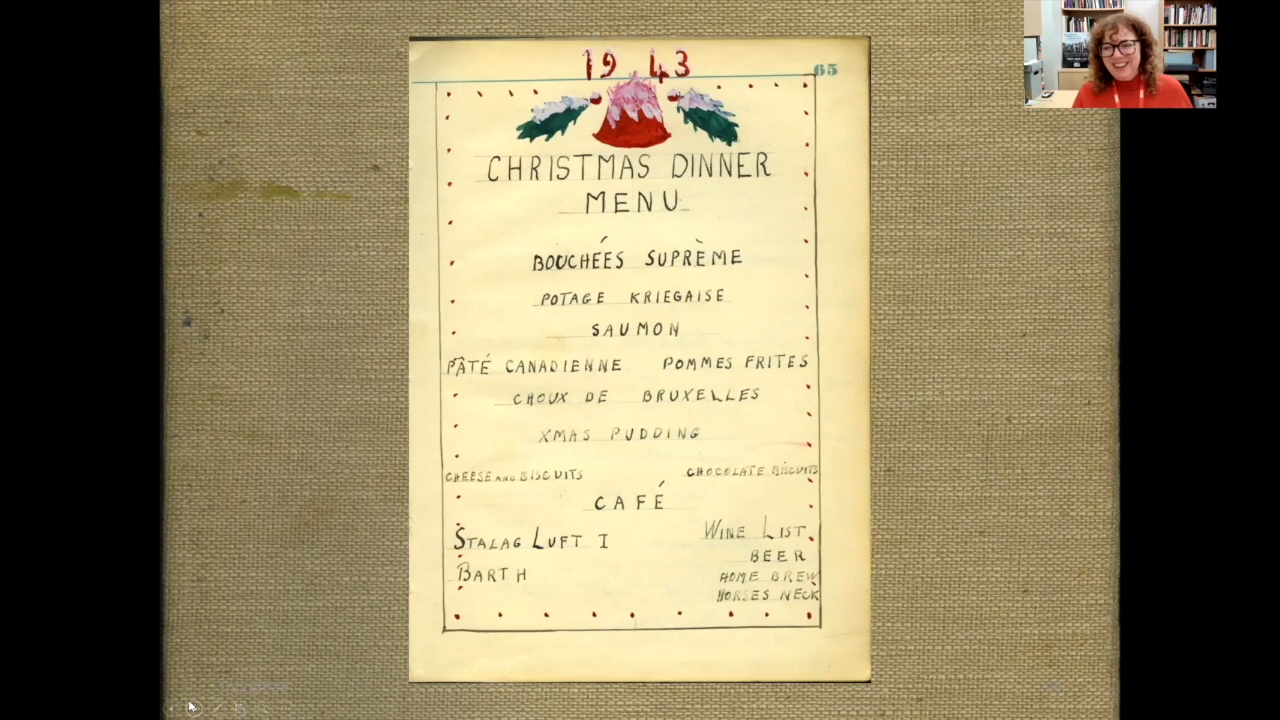 1943
65
CHRISTMAS DINNER
MENU
BOUCHÉES SUPRÈME
POTAGE KRIEGAISE
SAUMON
PÂTÉ CANADIENNE POMMES FRITES
CHOUX DE BRUXELLES
XMAS PUDDING
CHEESE AND BISCUITS CHOCOLATE BISCUITS
CAFÉ
STALAG LUFT I
BARTH
WINE LIST
BEER
HOME BREW
HORSES NECK